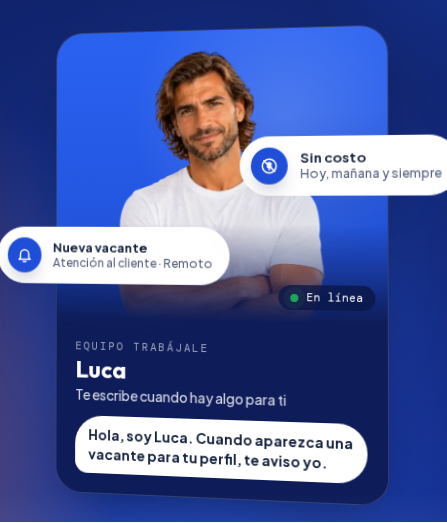 Sin costo
Hoy, mañana y siempre
Nueva vacante
Atención al cliente · Remoto
En línea
EQUIPO TRABÁJALE
Luca
Te escribe cuando hay algo para ti
Hola, soy Luca. Cuando aparezca una
vacante para tu perfil, te aviso yo.